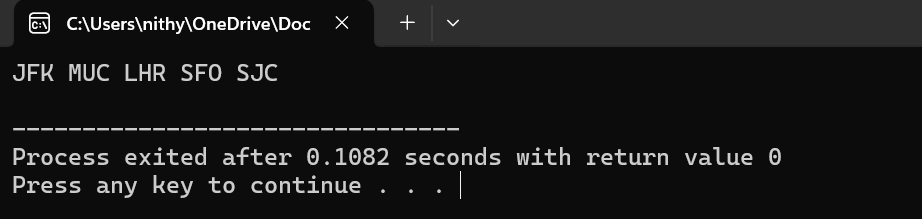 C:\Users\nithy\OneDrive\Doc
JFK MUC LHR SFO SJC
--------------------------------
Process exited after 0.1082 seconds with return value 0
Press any key to continue . . .